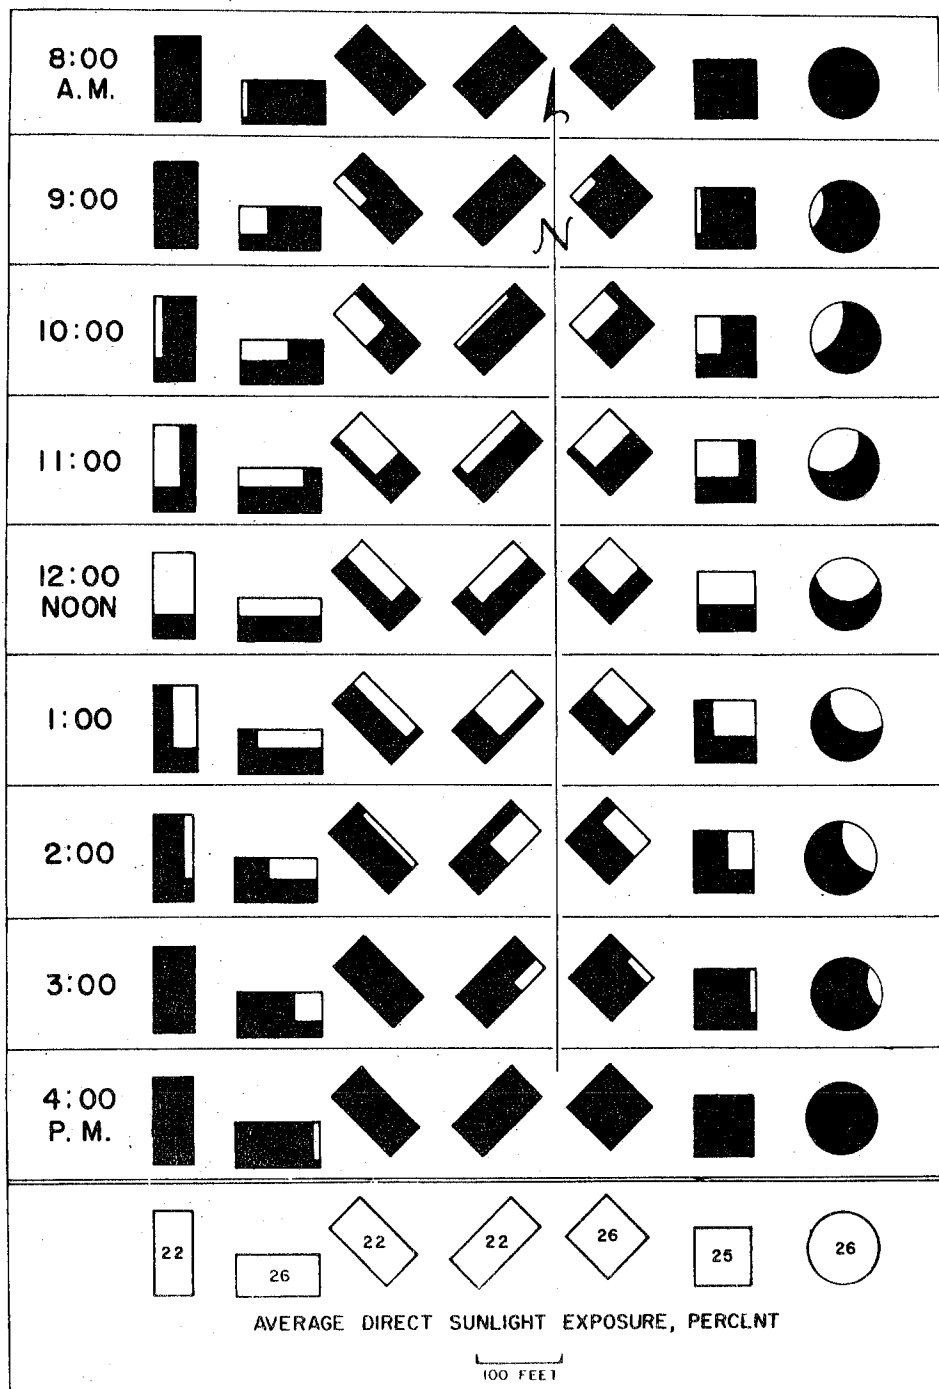 8:00
A.M.
9:00
N
10:00
11:00
12:00
NOON
1:00
2:00
3:00
4:00
P. M.
22 26 22 22 26 25 26
AVERAGE DIRECT SUNLIGHT EXPOSURE, PERCENT
100 FEET